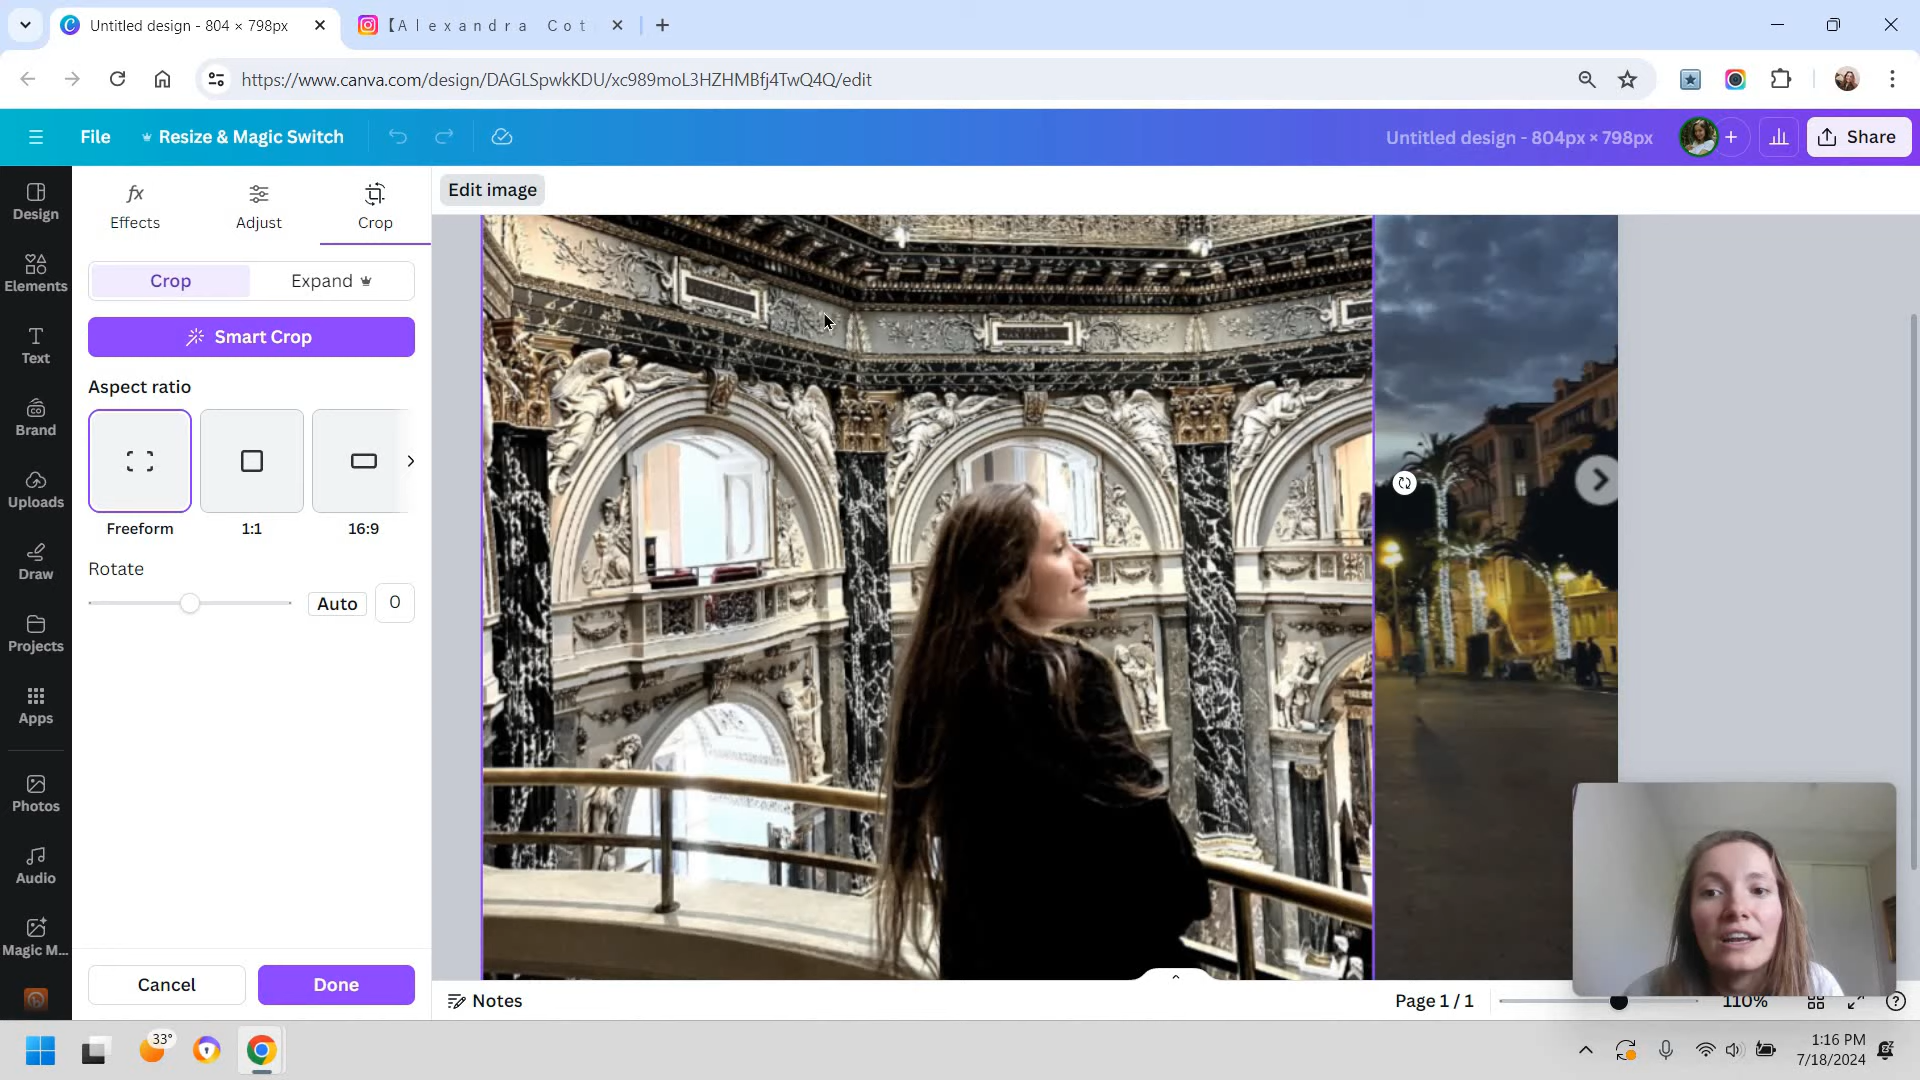 Untitled design - 804 × 798px
【A l e x a n d r a   C o t
https://www.canva.com/design/DAGLSpwkKDU/xc989moL3HZHMBfj4TwQ4Q/edit
File
Resize & Magic Switch
Untitled design - 804px × 798px
Share
Design
Elements
Text
Brand
Uploads
Draw
Projects
Apps
Photos
Audio
Magic M...
Effects
Adjust
Crop
Crop
Expand
Smart Crop
Aspect ratio
Freeform
1:1
16:9
Rotate
Auto
0
Cancel
Done
Edit image
Notes
Page 1 / 1
110%
33°
1:16 PM
7/18/2024